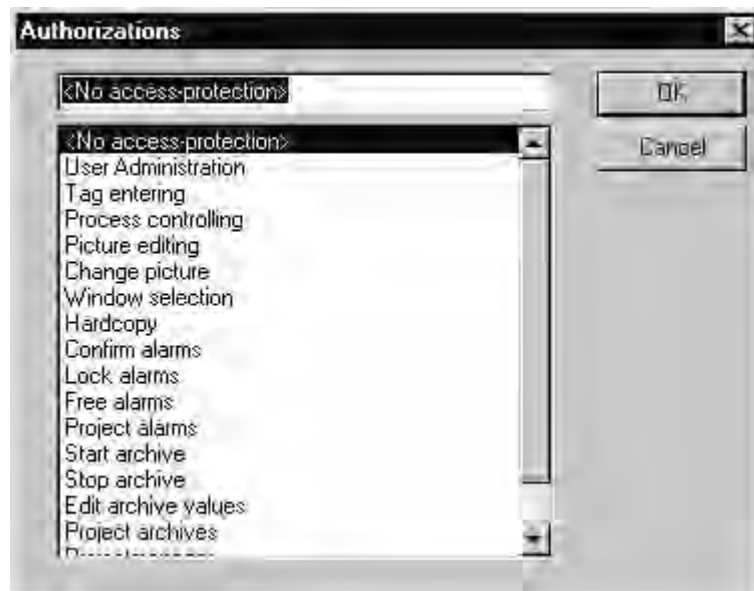 Authorizations
<No access-protection>
OK
<No access-protection>
Cancel
User Administration
Tag entering
Process controlling
Picture editing
Change picture
Window selection
Hardcopy
Confirm alarms
Lock alarms
Free alarms
Project alarms
Start archive
Stop archive
Edit archive values
Project archives